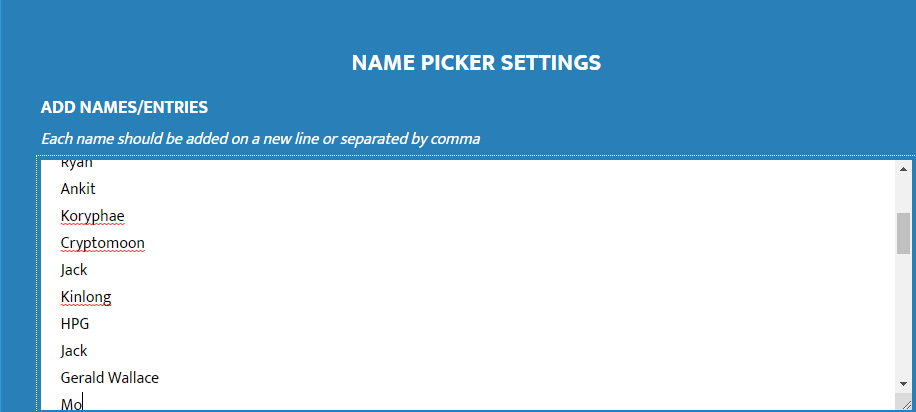 NAME PICKER SETTINGS
ADD NAMES/ENTRIES
Each name should be added on a new line or separated by comma
Ryan
Ankit
Koryphae
Cryptomoon
Jack
Kinlong
HPG
Jack
Gerald Wallace
Mo